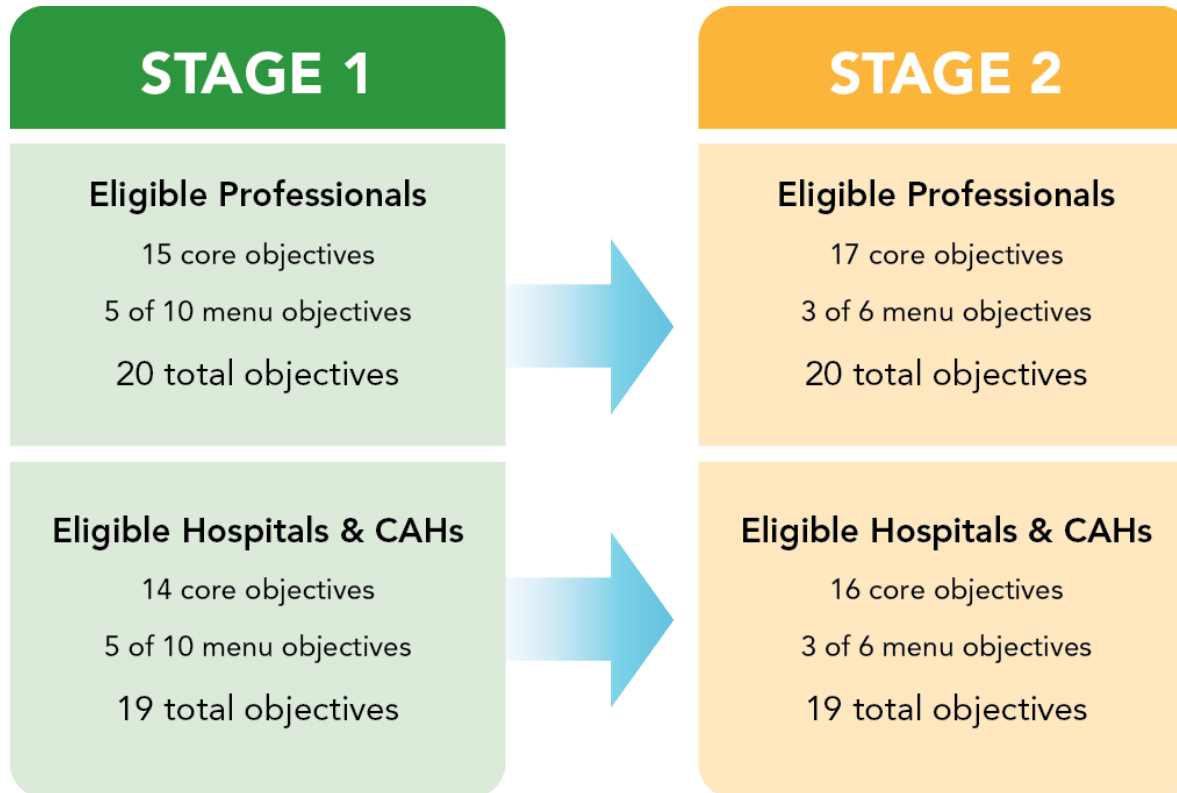 STAGE 1
Eligible Professionals
15 core objectives
5 of 10 menu objectives
20 total objectives
Eligible Hospitals & CAHs
14 core objectives
5 of 10 menu objectives
19 total objectives
STAGE 2
Eligible Professionals
17 core objectives
3 of 6 menu objectives
20 total objectives
Eligible Hospitals & CAHs
16 core objectives
3 of 6 menu objectives
19 total objectives